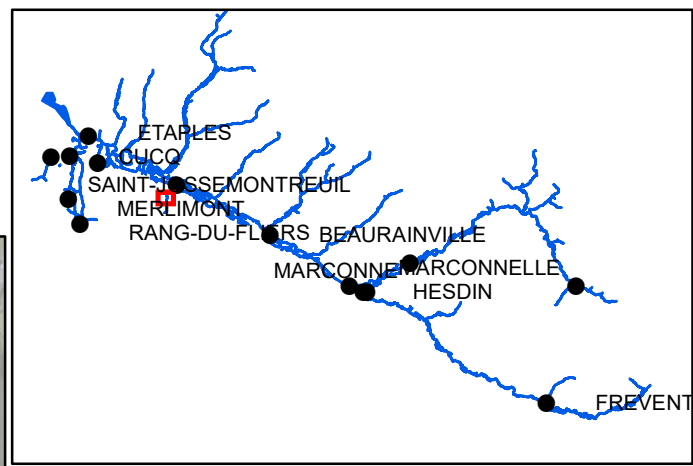 ETAPLES
CUCQ
SAINT-JOSSE MONTREUIL
MERLIMONT
RANG-DU-FLIERS BEAURAINVILLE
MARCONNE MARCONNELLE
HESDIN
FREVENT